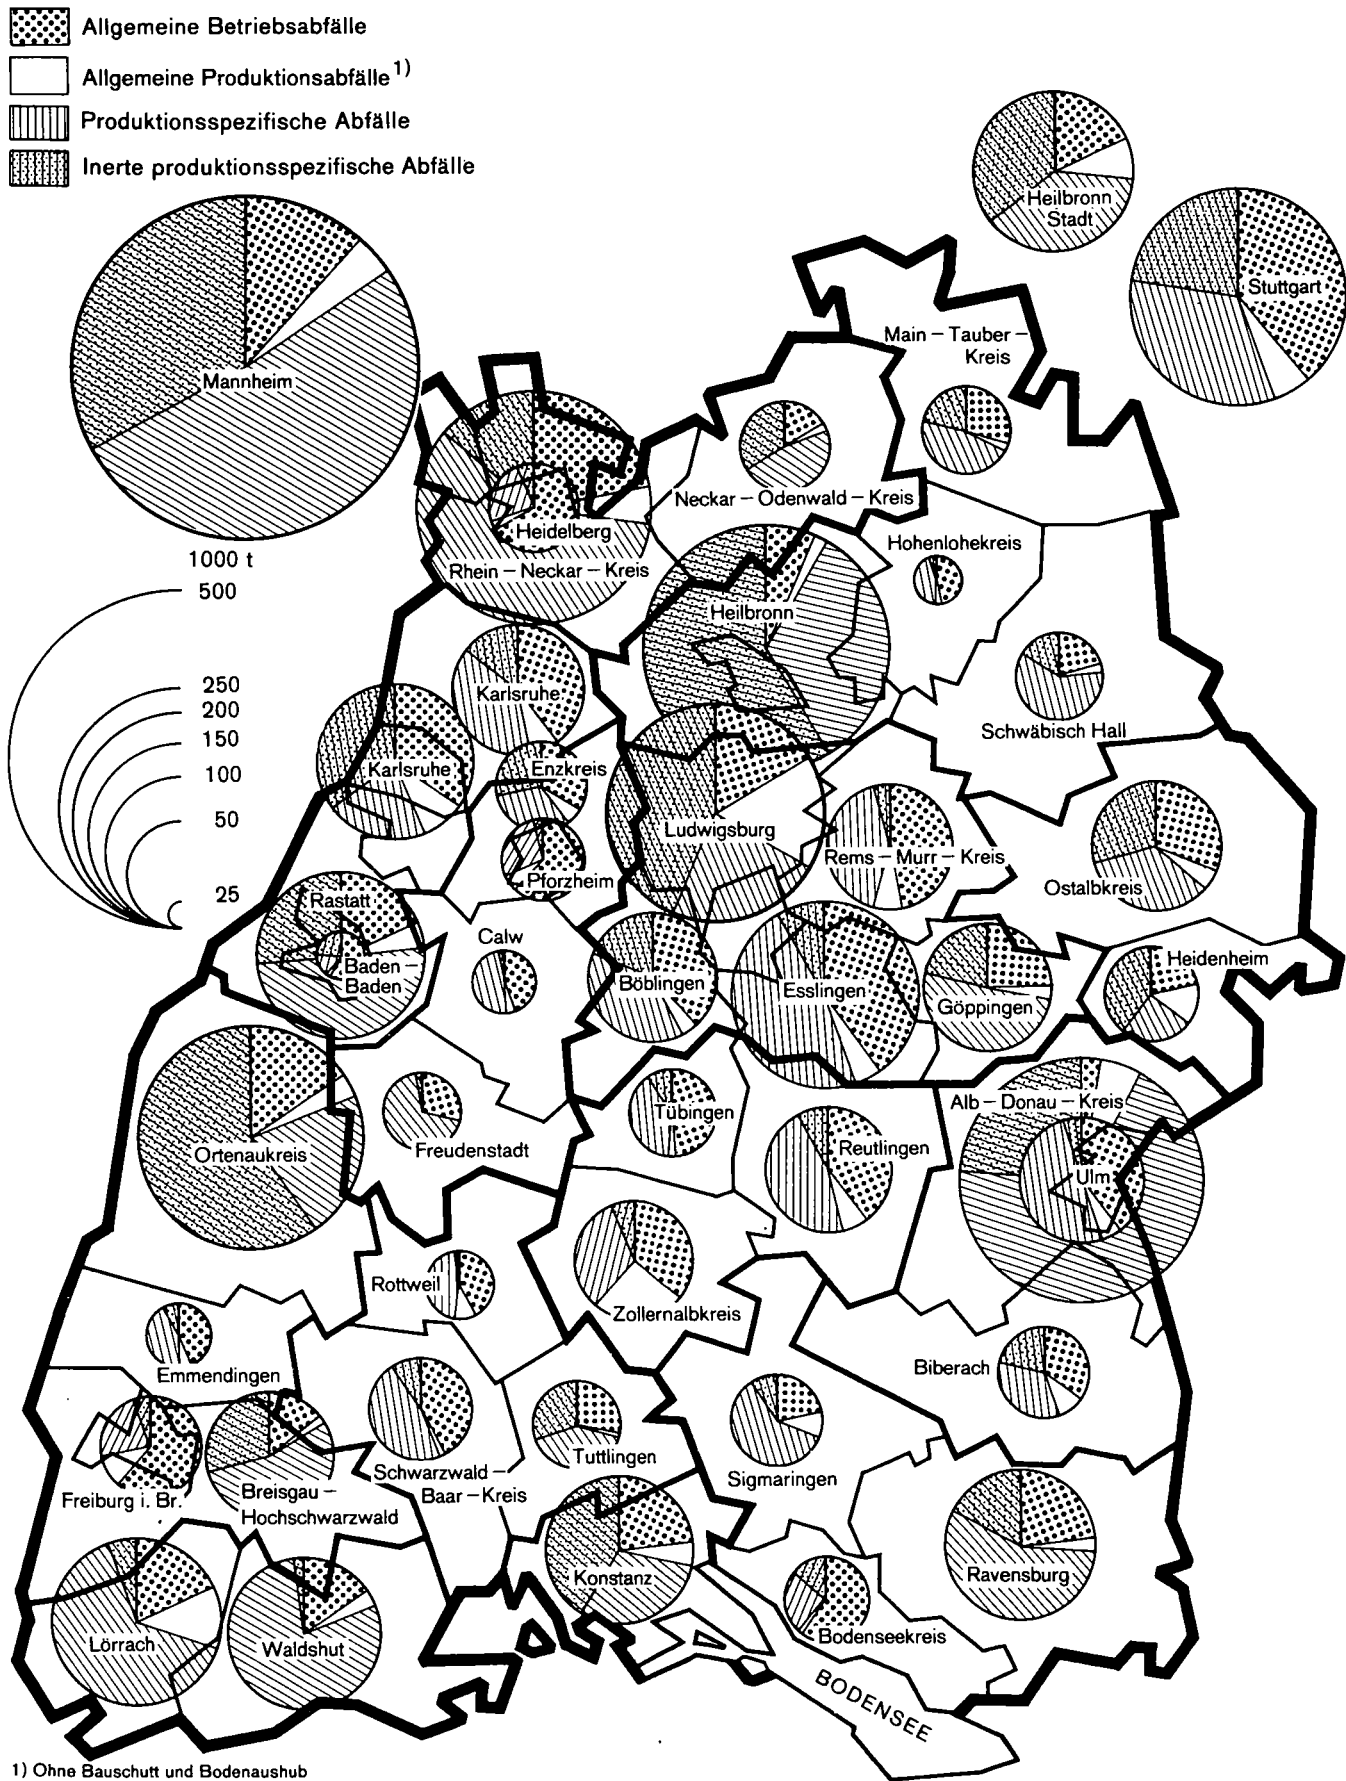 Allgemeine Betriebsabfälle
Allgemeine Produktionsabfälle 1)
Produktionsspezifische Abfälle
Inerte produktionsspezifische Abfälle
Heilbronn
Stadt
Stuttgart
Main – Tauber –
Kreis
Mannheim
Neckar – Odenwald – Kreis
Heidelberg
Hohenlohekreis
1000 t
Rhein – Neckar – Kreis
500
Heilbronn
250
Karlsruhe
200
Schwäbisch Hall
150
Karlsruhe
Enzkreis
100
50
Ludwigsburg
Rems – Murr – Kreis
Pforzheim
Ostalbkreis
25
Rastatt
Calw
Baden –
Baden
Heidenheim
Böblingen
Esslingen
Göppingen
Alb – Donau – Kreis
Tübingen
Ortenaukreis
Freudenstadt
Reutlingen
Ulm
Rottweil
Zollernalbkreis
Emmendingen
Biberach
Tuttlingen
Schwarzwald –
Baar – Kreis
Sigmaringen
Freiburg i. Br.
Breisgau –
Hochschwarzwald
Konstanz
Ravensburg
Lörrach
Waldshut
Bodenseekreis
BODENSEE
1) Ohne Bauschutt und Bodenaushub